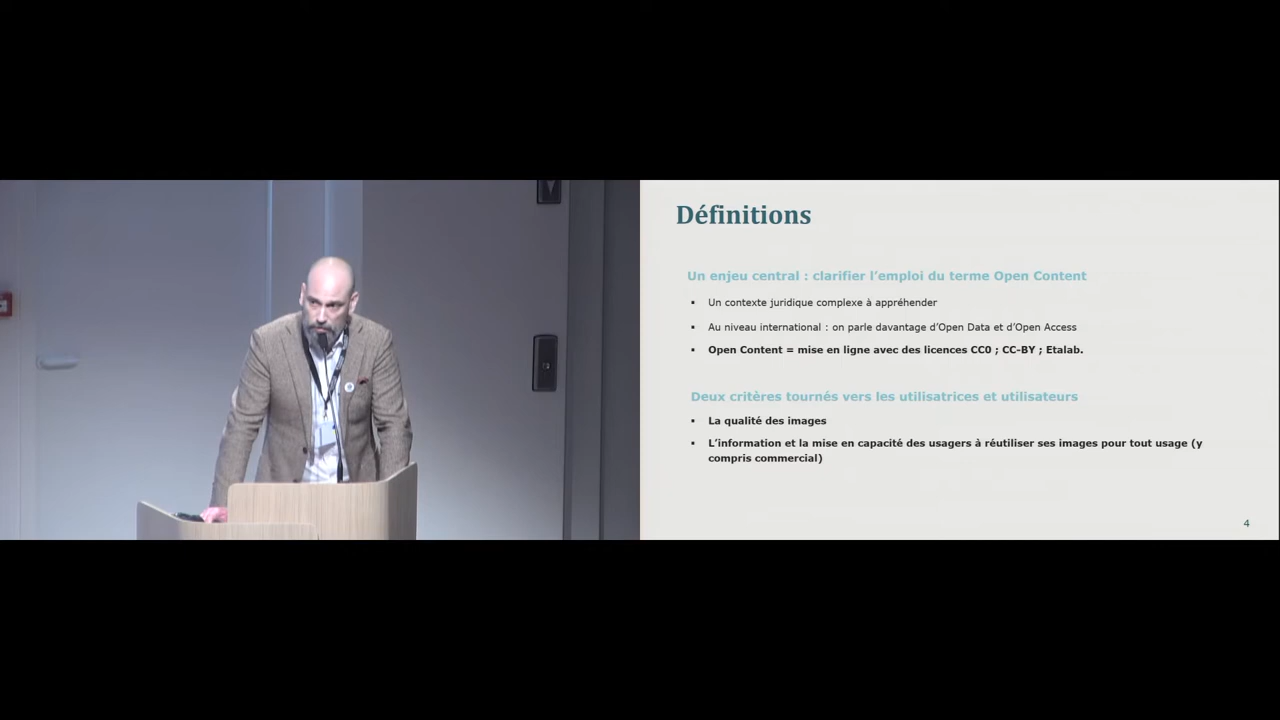 Définitions
Un enjeu central : clarifier l'emploi du terme Open Content
▪ Un contexte juridique complexe à appréhender
▪ Au niveau international : on parle davantage d'Open Data et d'Open Access
▪ Open Content = mise en ligne avec des licences CC0 ; CC-BY ; Etalab.
Deux critères tournés vers les utilisatrices et utilisateurs
▪ La qualité des images
▪ L'information et la mise en capacité des usagers à réutiliser ses images pour tout usage (y
compris commercial)
4